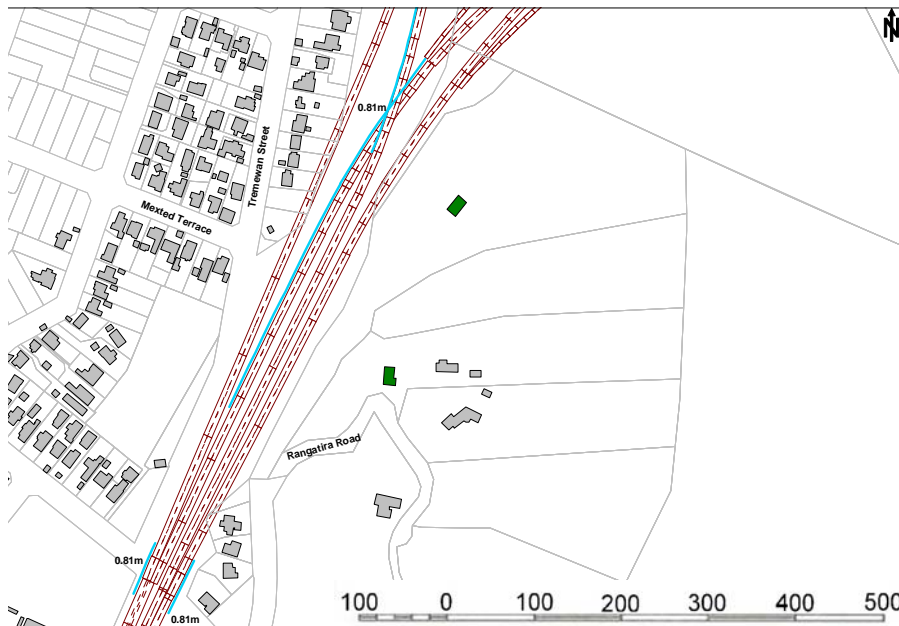 N
0.81m
Tremewan Street
Mexted Terrace
Rangatira Road
0.81m
0.81m
100 0 100 200 300 400 500